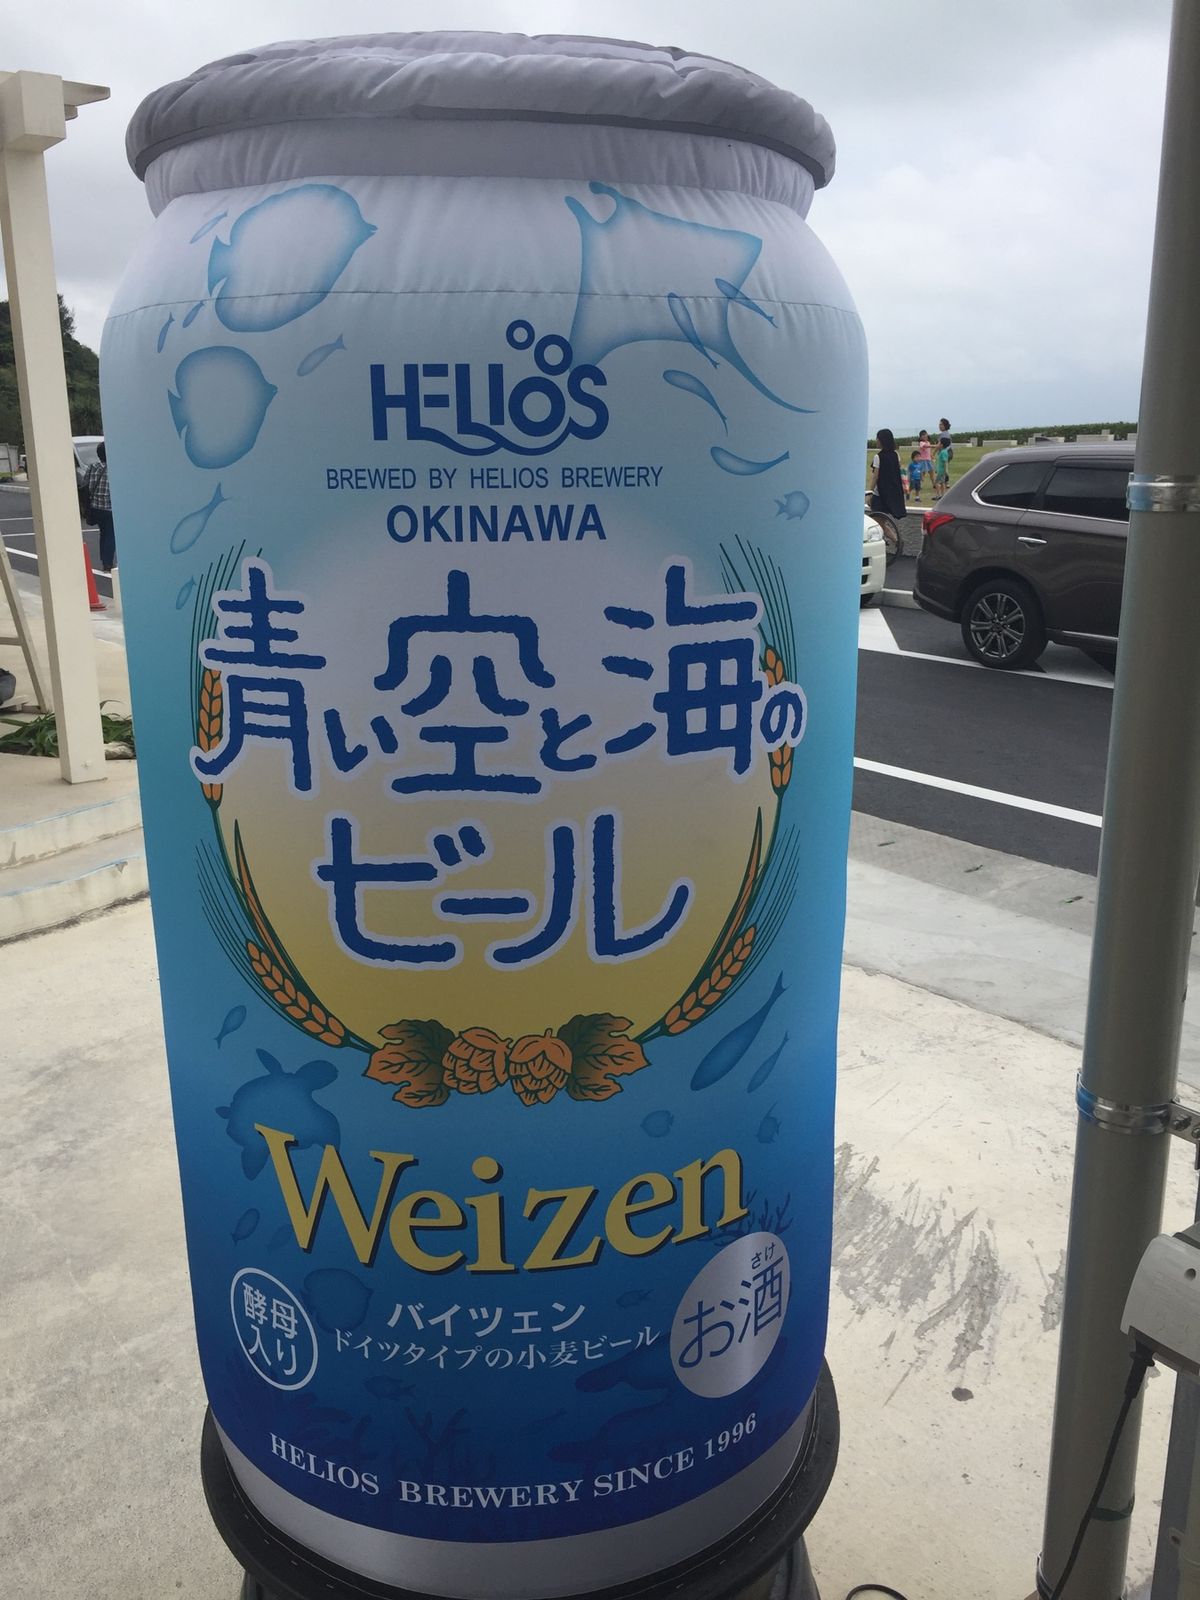 HELIOS
BREWED BY HELIOS BREWERY
OKINAWA
青い空と海の
ビール
Weizen
酵母
入り
バイツェン
ドイツタイプの小麦ビール
さけ
お酒
HELIOS BREWERY SINCE 1996